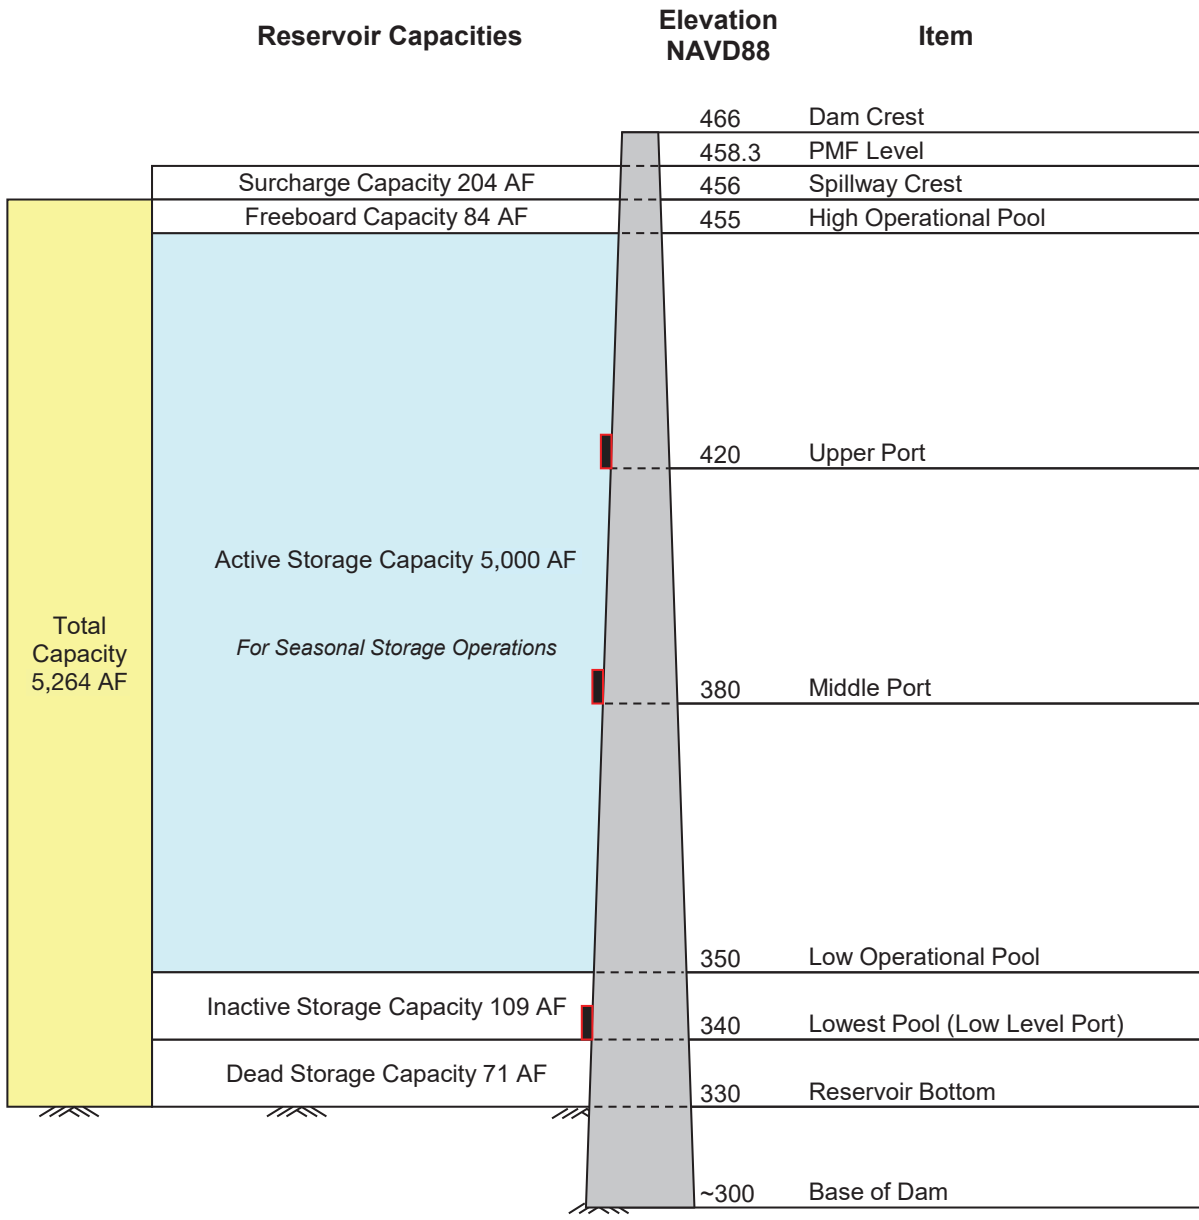 Reservoir Capacities
Elevation
NAVD88
Item
466 Dam Crest
458.3 PMF Level
Surcharge Capacity 204 AF
456 Spillway Crest
Freeboard Capacity 84 AF
455 High Operational Pool
420 Upper Port
Active Storage Capacity 5,000 AF
For Seasonal Storage Operations
Total
Capacity
5,264 AF
380 Middle Port
350 Low Operational Pool
Inactive Storage Capacity 109 AF
340 Lowest Pool (Low Level Port)
Dead Storage Capacity 71 AF
330 Reservoir Bottom
~300 Base of Dam